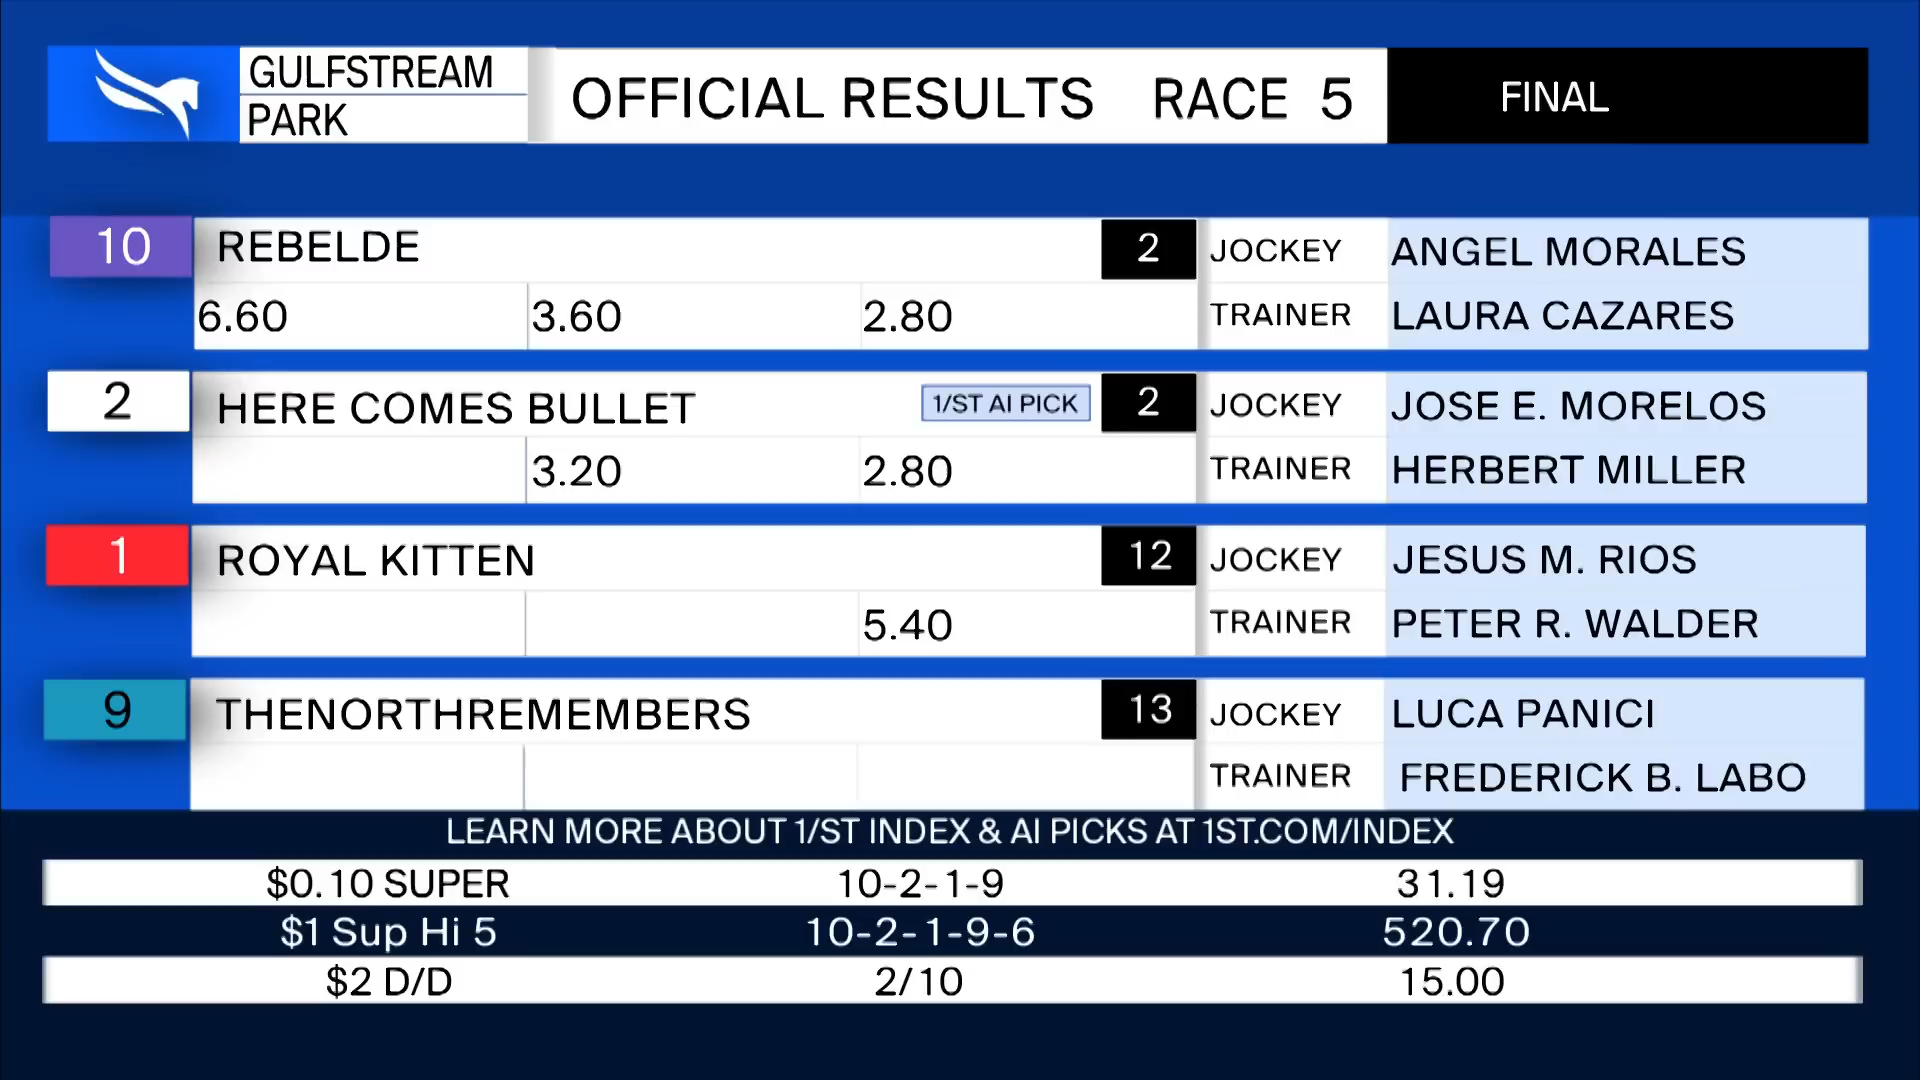 GULFSTREAM
PARK
OFFICIAL RESULTS RACE 5
FINAL
10 REBELDE 2 JOCKEY ANGEL MORALES
6.60 3.60 2.80 TRAINER LAURA CAZARES
2 HERE COMES BULLET 1/ST AI PICK 2 JOCKEY JOSE E. MORELOS
3.20 2.80 TRAINER HERBERT MILLER
1 ROYAL KITTEN 12 JOCKEY JESUS M. RIOS
5.40 TRAINER PETER R. WALDER
9 THENORTHREMEMBERS 13 JOCKEY LUCA PANICI
TRAINER FREDERICK B. LABO
LEARN MORE ABOUT 1/ST INDEX & AI PICKS AT 1ST.COM/INDEX
$0.10 SUPER 10-2-1-9 31.19
$1 Sup Hi 5 10-2-1-9-6 520.70
$2 D/D 2/10 15.00